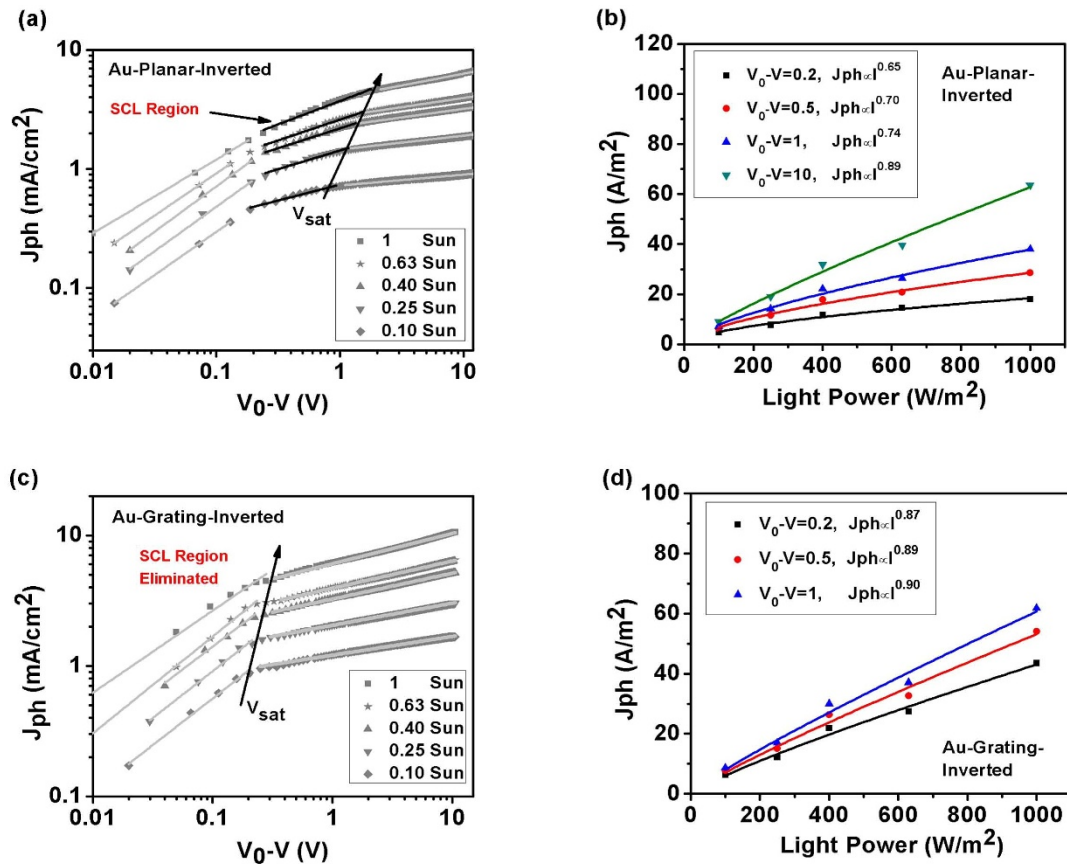 (a)
Au-Planar-Inverted
SCL Region
Vsat
1 Sun
0.63 Sun
0.40 Sun
0.25 Sun
0.10 Sun
10
1
0.1
0.01 0.1 1 10
Jph (mA/cm²)
V₀-V (V)
(b)
V₀-V=0.2, Jph∝I^0.65
V₀-V=0.5, Jph∝I^0.70
V₀-V=1, Jph∝I^0.74
V₀-V=10, Jph∝I^0.89
Au-Planar-
Inverted
120
100
80
60
40
20
0
0 200 400 600 800 1000
Jph (A/m²)
Light Power (W/m²)
(c)
Au-Grating-Inverted
SCL Region
Eliminated
Vsat
1 Sun
0.63 Sun
0.40 Sun
0.25 Sun
0.10 Sun
10
1
0.1
0.01 0.1 1 10
Jph (mA/cm²)
V₀-V (V)
(d)
V₀-V=0.2, Jph∝I^0.87
V₀-V=0.5, Jph∝I^0.89
V₀-V=1, Jph∝I^0.90
Au-Grating-
Inverted
100
80
60
40
20
0
0 200 400 600 800 1000
Jph (A/m²)
Light Power (W/m²)